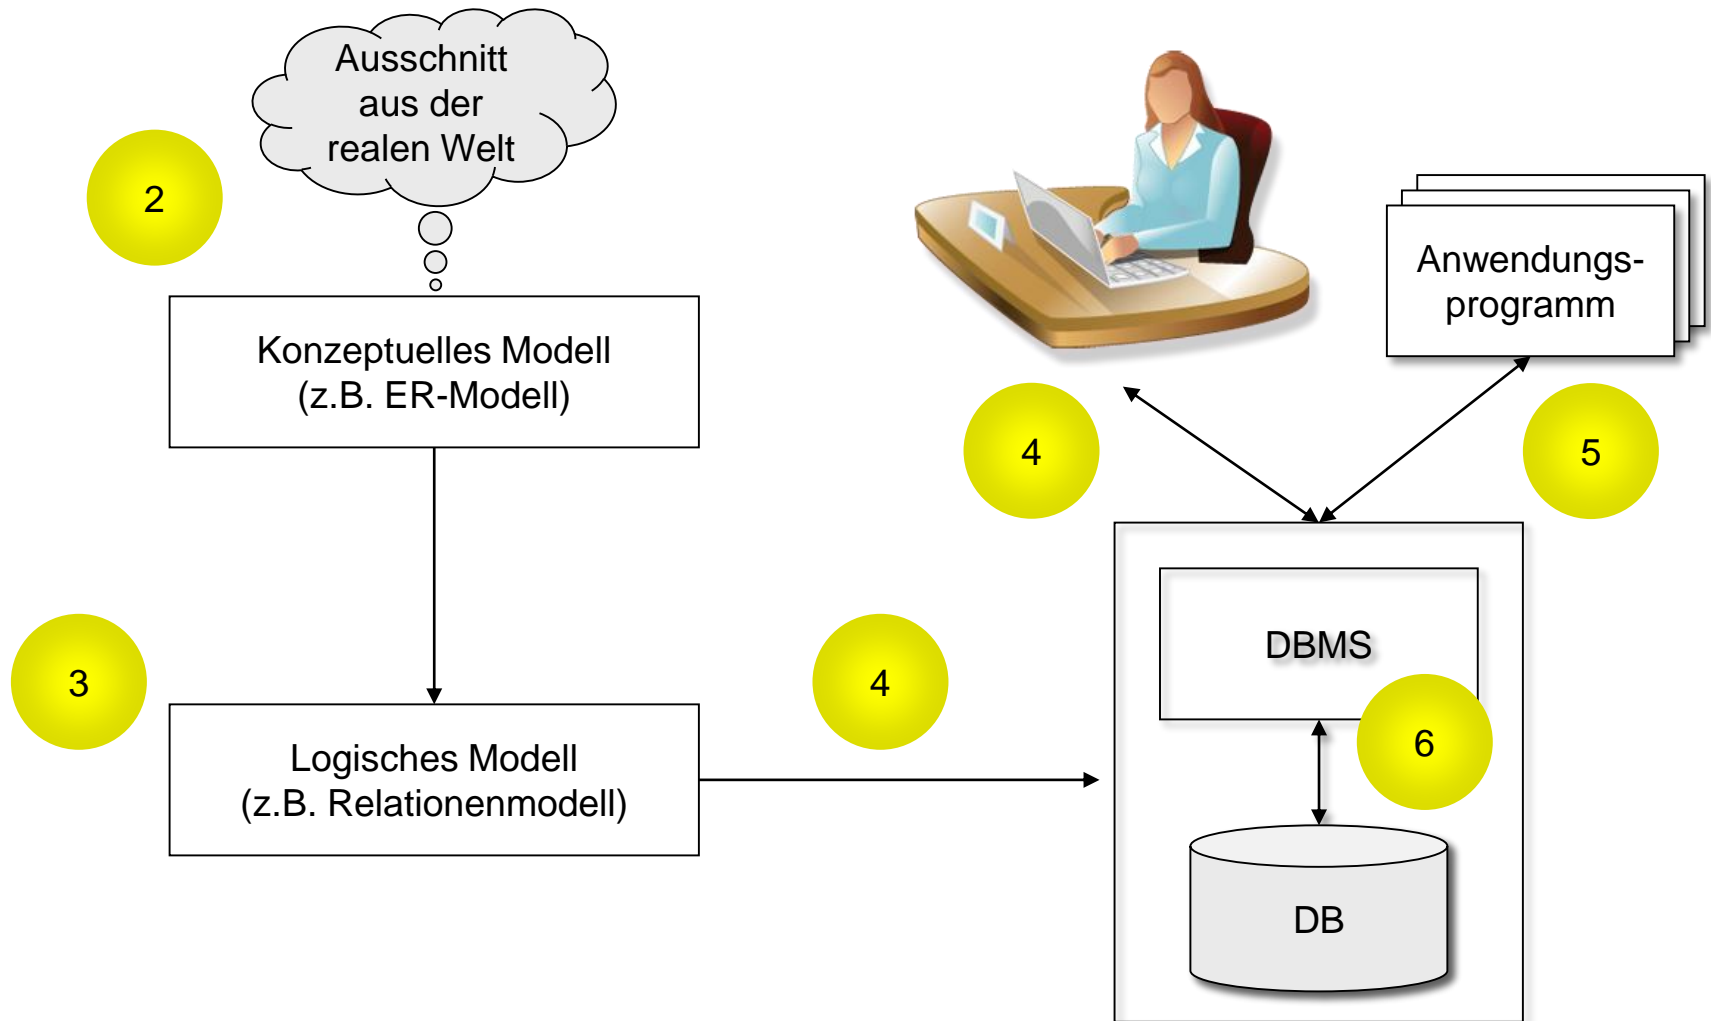 Ausschnitt
aus der
realen Welt
2
Konzeptuelles Modell
(z.B. ER-Modell)
3
Logisches Modell
(z.B. Relationenmodell)
4
4
Anwendungs-
programm
5
DBMS
6
DB